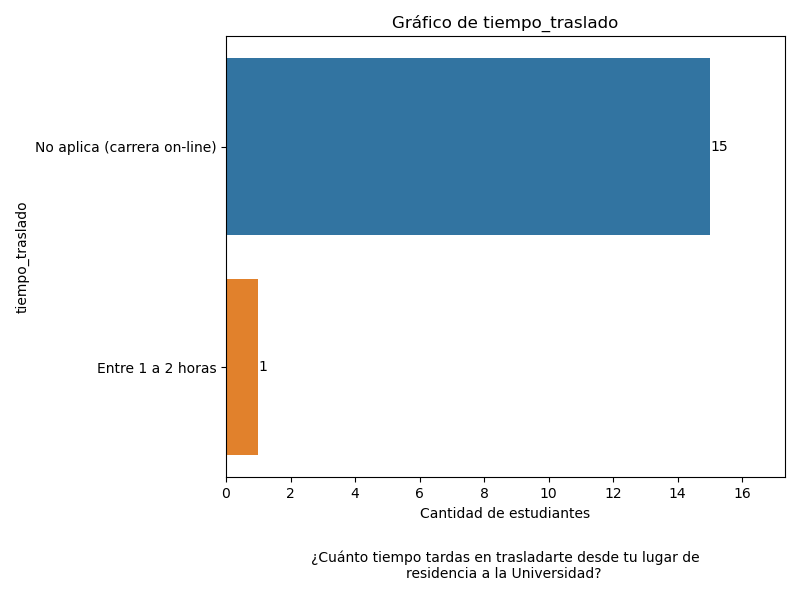 Gráfico de tiempo_traslado
tiempo_traslado
No aplica (carrera on-line)
15
Entre 1 a 2 horas
1
0 2 4 6 8 10 12 14 16
Cantidad de estudiantes
¿Cuánto tiempo tardas en trasladarte desde tu lugar de
residencia a la Universidad?